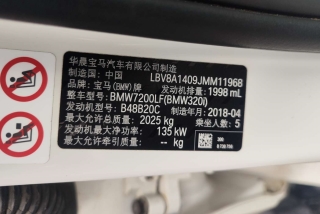 华晨宝马汽车有限公司制造
制造国: 中国 LBV8A1409JMM11968
品牌: 宝马(BMW)牌 发动机排量: 1998 mL
整车型号: BMW7200LF(BMW320i)
发动机型号: B48B20C 制造年月: 2018-04
最大允许总质量: 2025 kg 乘坐人数: 5
发动机最大净功率: 135 kW
最大允许牵引质量: -- kg